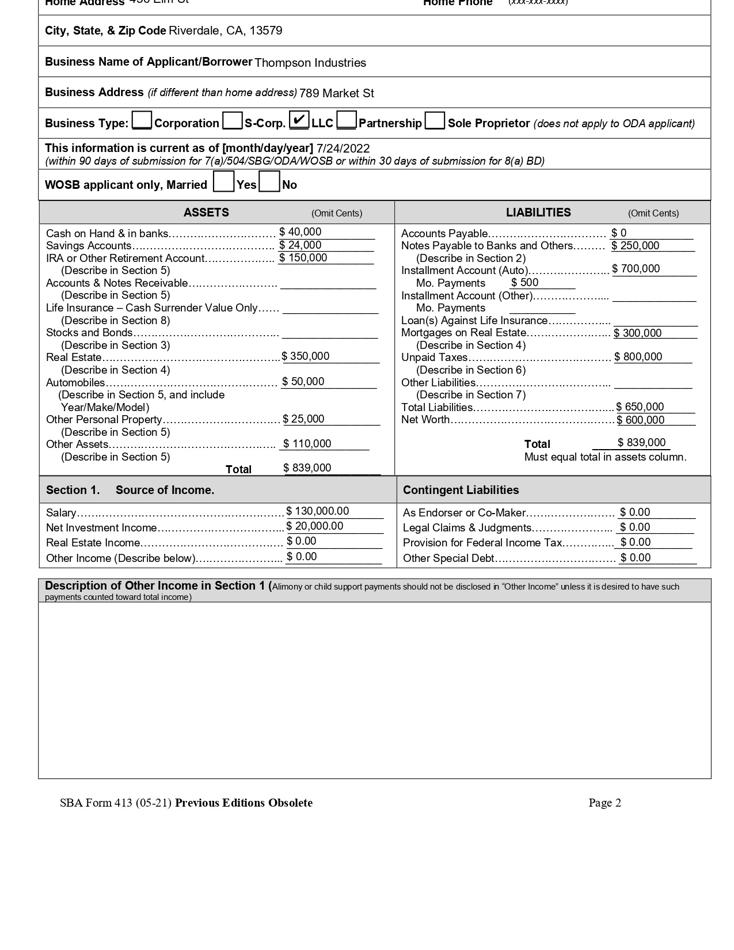 Home Address 456 Elm St Home Phone (xxx-xxx-xxxx)
City, State, & Zip Code Riverdale, CA, 13579
Business Name of Applicant/Borrower Thompson Industries
Business Address (if different than home address) 789 Market St
Business Type: Corporation S-Corp. ✔ LLC Partnership Sole Proprietor (does not apply to ODA applicant)
This information is current as of [month/day/year] 7/24/2022
(within 90 days of submission for 7(a)/504/SBG/ODA/WOSB or within 30 days of submission for 8(a) BD)
WOSB applicant only, Married Yes No
ASSETS (Omit Cents)
Cash on Hand & in banks………………………… $ 40,000
Savings Accounts………………………………… $ 24,000
IRA or Other Retirement Account……………… $ 150,000
(Describe in Section 5)
Accounts & Notes Receivable……………………
(Describe in Section 5)
Life Insurance – Cash Surrender Value Only……
(Describe in Section 8)
Stocks and Bonds…………………………………
(Describe in Section 3)
Real Estate………………………………………… $ 350,000
(Describe in Section 4)
Automobiles………………………………………… $ 50,000
(Describe in Section 5, and include
Year/Make/Model)
Other Personal Property…………………………… $ 25,000
(Describe in Section 5)
Other Assets………………………………………… $ 110,000
(Describe in Section 5)
Total $ 839,000
LIABILITIES (Omit Cents)
Accounts Payable…………………………… $ 0
Notes Payable to Banks and Others……… $ 250,000
(Describe in Section 2)
Installment Account (Auto)………………… $ 700,000
Mo. Payments $ 500
Installment Account (Other)…………………
Mo. Payments
Loan(s) Against Life Insurance………………
Mortgages on Real Estate…………………… $ 300,000
(Describe in Section 4)
Unpaid Taxes………………………………… $ 800,000
(Describe in Section 6)
Other Liabilities………………………………
(Describe in Section 7)
Total Liabilities………………………………… $ 650,000
Net Worth……………………………………… $ 600,000
Total $ 839,000
Must equal total in assets column.
Section 1. Source of Income.
Salary………………………………………………… $ 130,000.00
Net Investment Income……………………………… $ 20,000.00
Real Estate Income………………………………… $ 0.00
Other Income (Describe below)…………………… $ 0.00
Contingent Liabilities
As Endorser or Co-Maker…………………… $ 0.00
Legal Claims & Judgments………………… $ 0.00
Provision for Federal Income Tax………… $ 0.00
Other Special Debt…………………………… $ 0.00
Description of Other Income in Section 1 (Alimony or child support payments should not be disclosed in "Other Income" unless it is desired to have such
payments counted toward total income)
SBA Form 413 (05-21) Previous Editions Obsolete Page 2